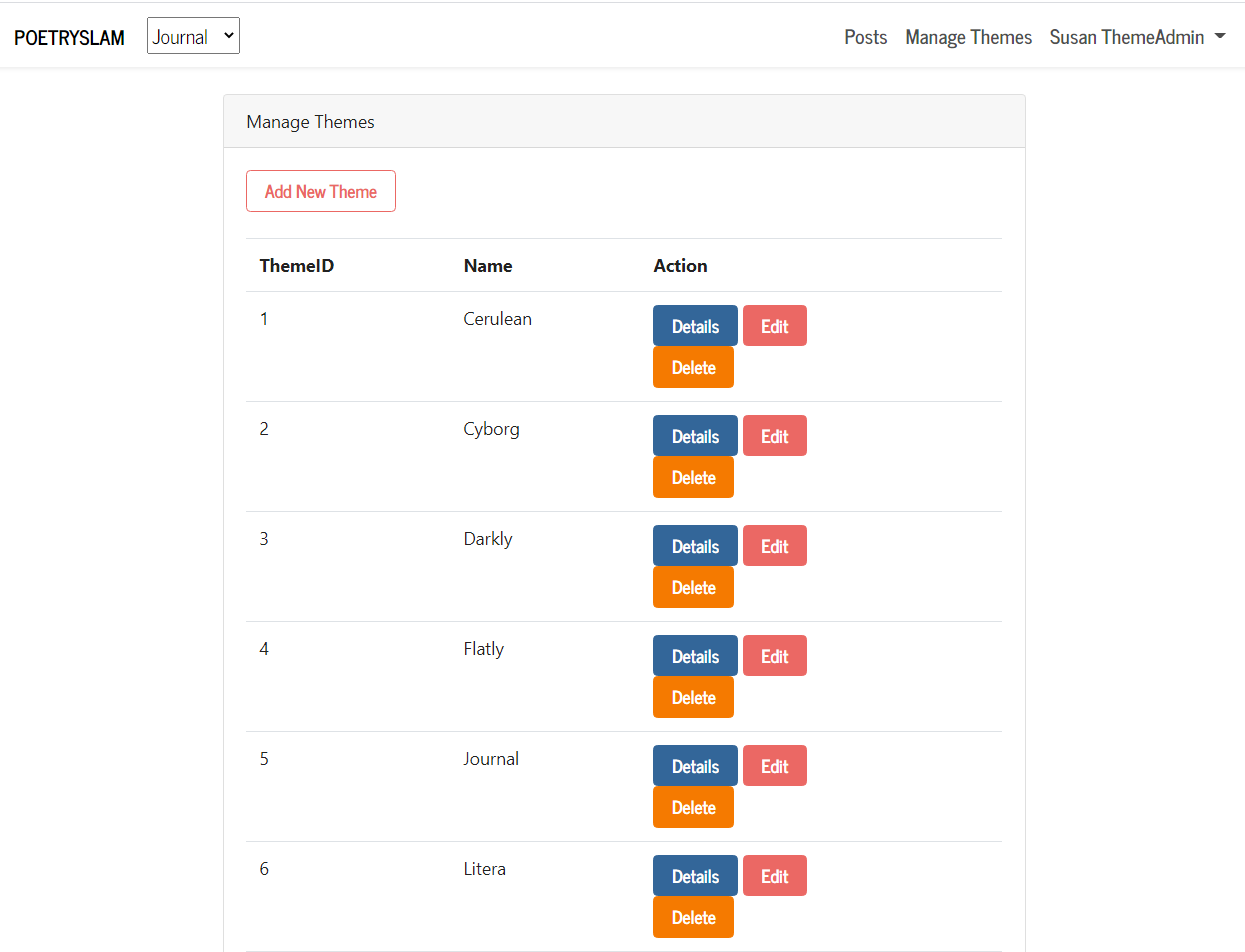 POETRYSLAM Journal Posts Manage Themes Susan ThemeAdmin
Manage Themes
Add New Theme
ThemeID Name Action
1 Cerulean Details Edit
Delete
2 Cyborg Details Edit
Delete
3 Darkly Details Edit
Delete
4 Flatly Details Edit
Delete
5 Journal Details Edit
Delete
6 Litera Details Edit
Delete